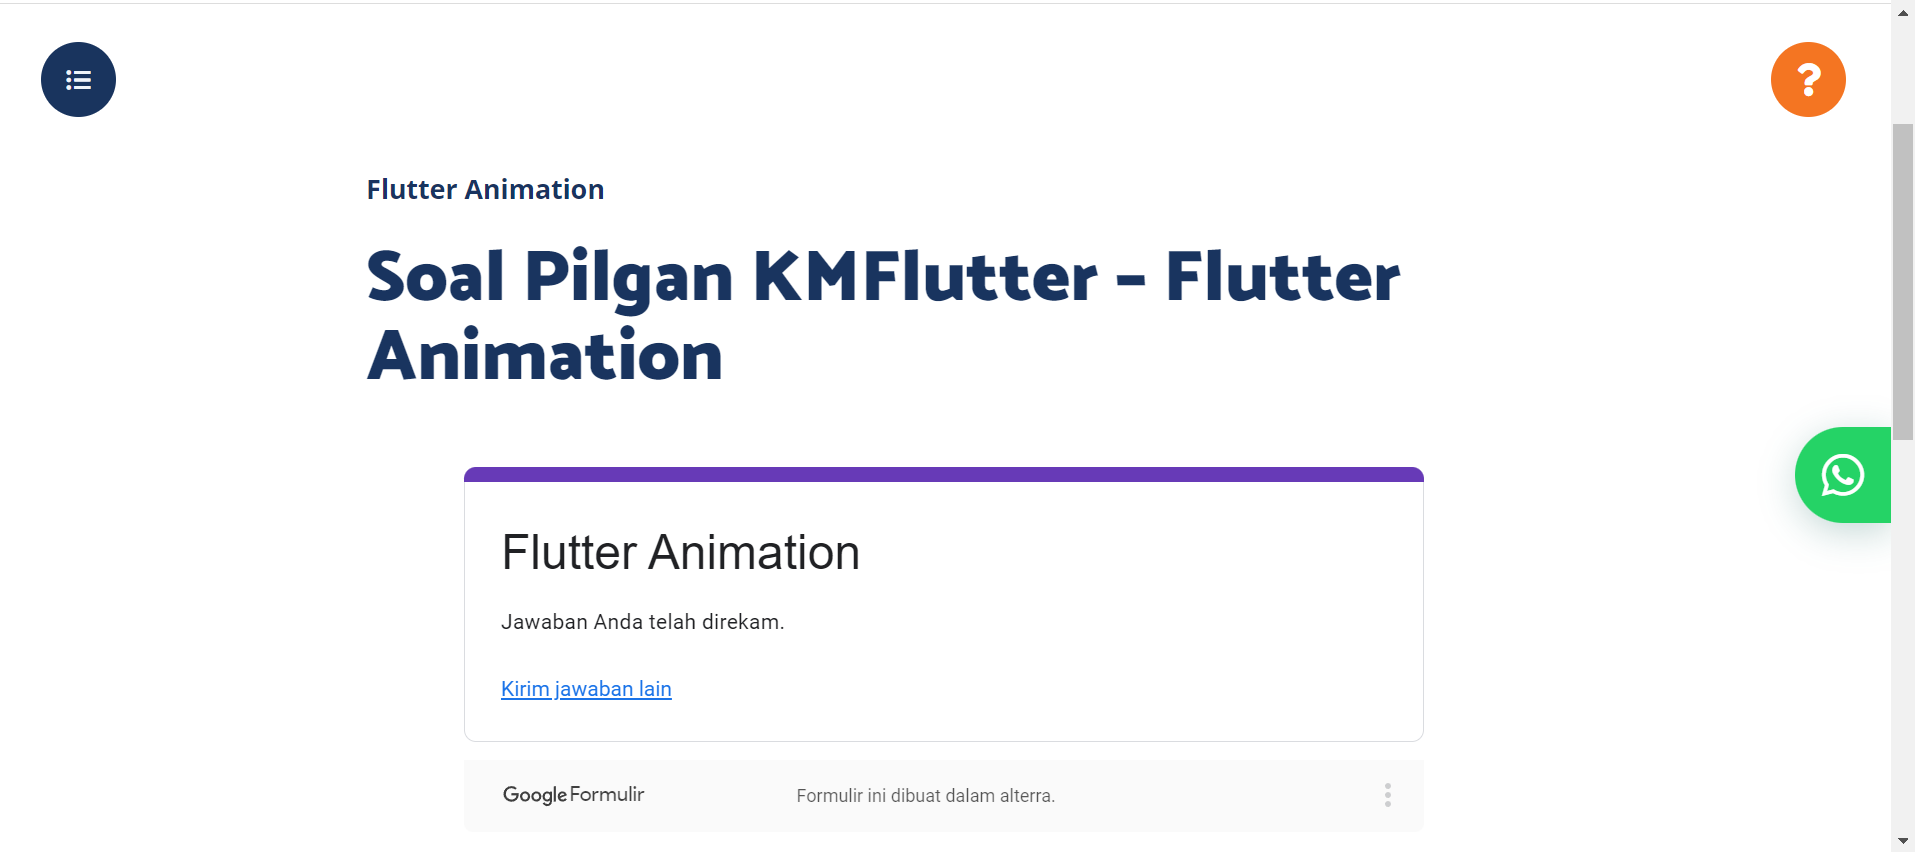 Flutter Animation
Soal Pilgan KMFlutter – Flutter
Animation
Flutter Animation
Jawaban Anda telah direkam.
Kirim jawaban lain
Google Formulir
Formulir ini dibuat dalam alterra.